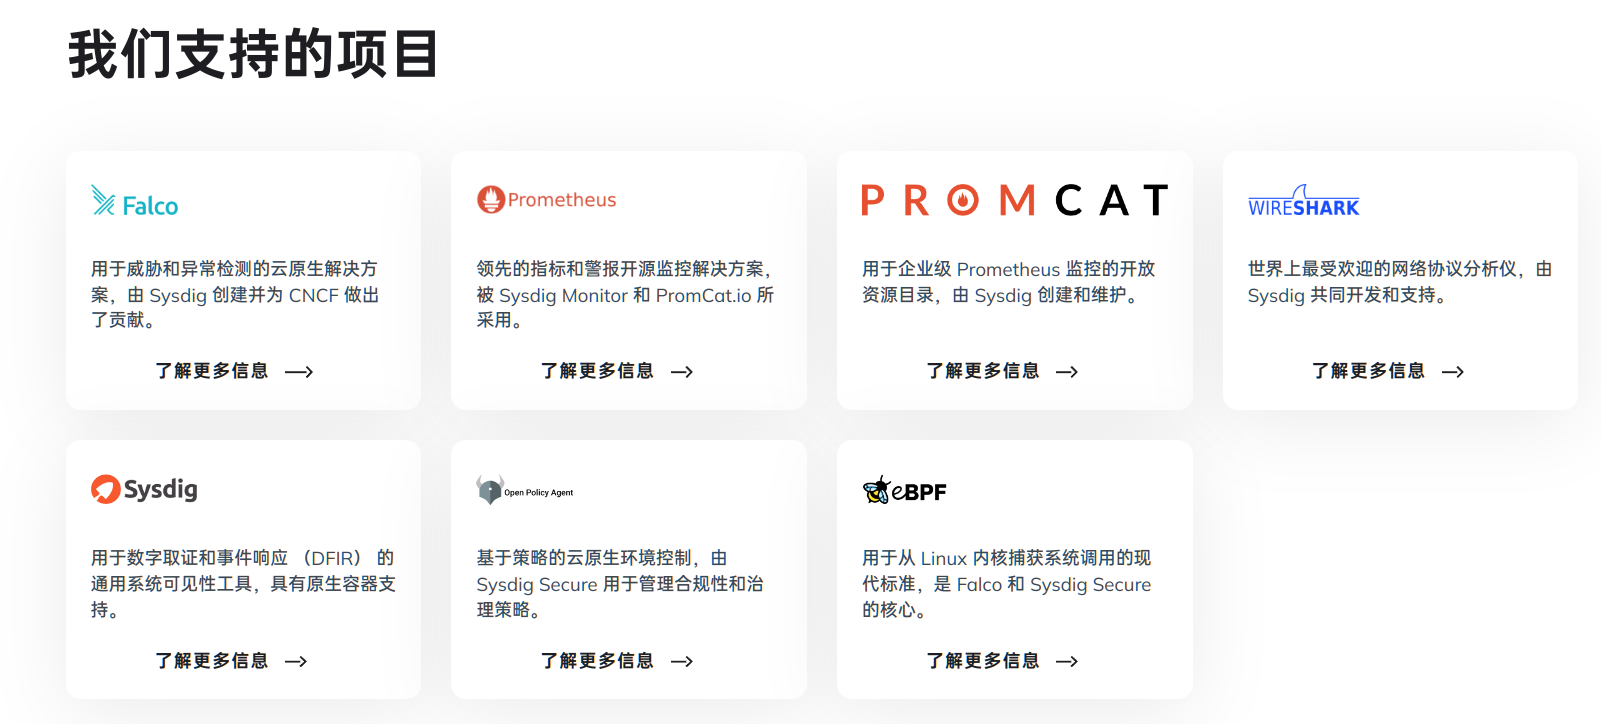 我们支持的项目
Falco
用于威胁和异常检测的云原生解决方
案，由 Sysdig 创建并为 CNCF 做出
了贡献。
了解更多信息
Prometheus
领先的指标和警报开源监控解决方案，
被 Sysdig Monitor 和 PromCat.io 所
采用。
了解更多信息
PROMCAT
用于企业级 Prometheus 监控的开放
资源目录，由 Sysdig 创建和维护。
了解更多信息
WIRESHARK
世界上最受欢迎的网络协议分析仪，由
Sysdig 共同开发和支持。
了解更多信息
Sysdig
用于数字取证和事件响应 （DFIR） 的
通用系统可见性工具，具有原生容器支
持。
了解更多信息
Open Policy Agent
基于策略的云原生环境控制，由
Sysdig Secure 用于管理合规性和治
理策略。
了解更多信息
eBPF
用于从 Linux 内核捕获系统调用的现
代标准，是 Falco 和 Sysdig Secure
的核心。
了解更多信息